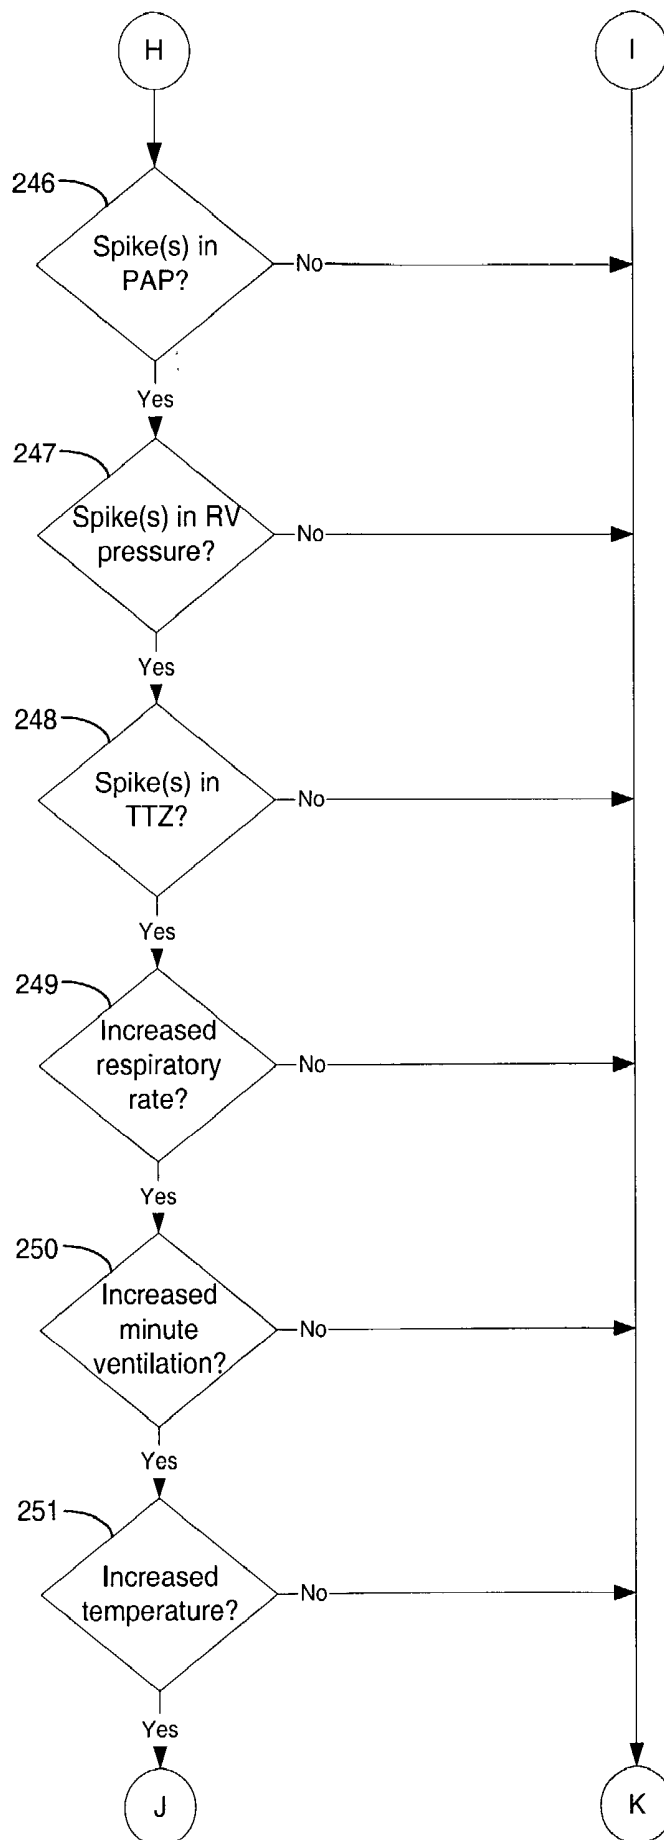 H
I
246
Spike(s) in
PAP?
No
Yes
247
Spike(s) in RV
pressure?
No
Yes
248
Spike(s) in
TTZ?
No
Yes
249
Increased
respiratory
rate?
No
Yes
250
Increased
minute
ventilation?
No
Yes
251
Increased
temperature?
No
Yes
J
K